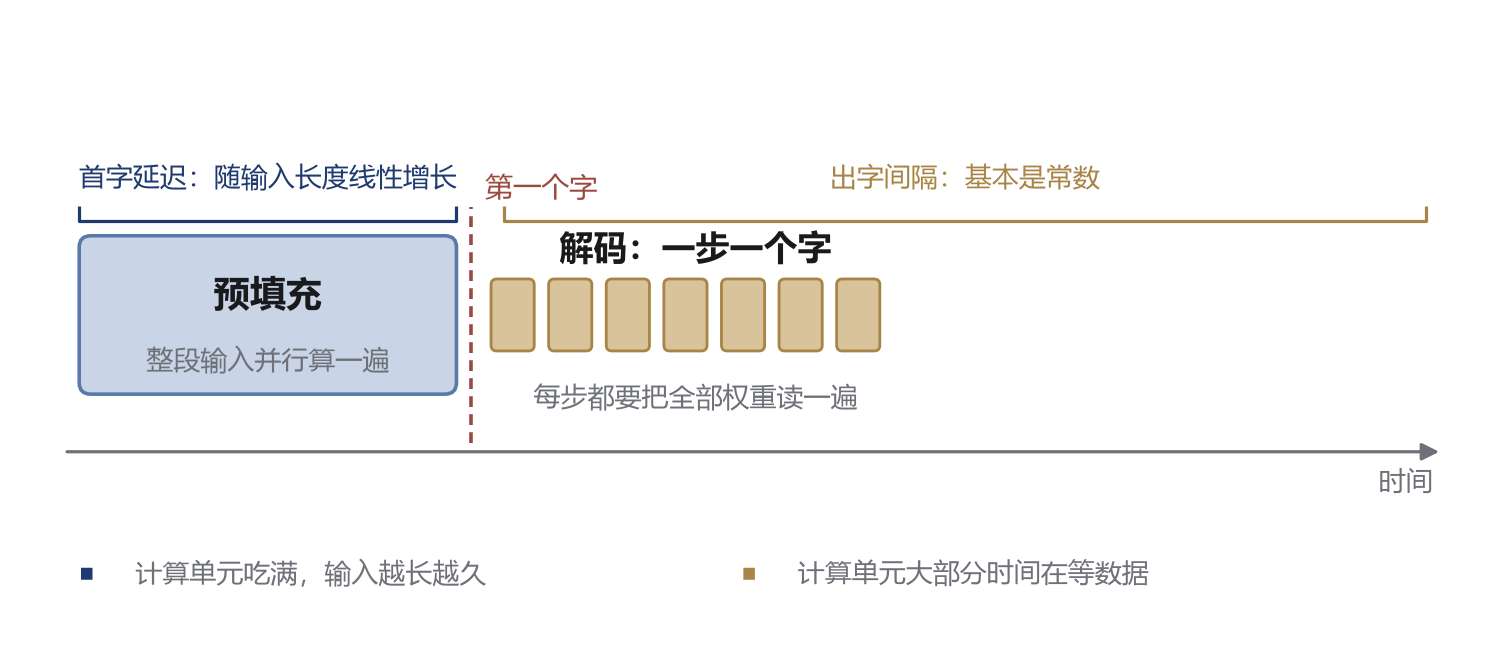 首字延迟：随输入长度线性增长
第一个字
出字间隔：基本是常数
解码：一步一个字
预填充
整段输入并行算一遍
每步都要把全部权重读一遍
时间
计算单元吃满，输入越长越久
计算单元大部分时间在等数据